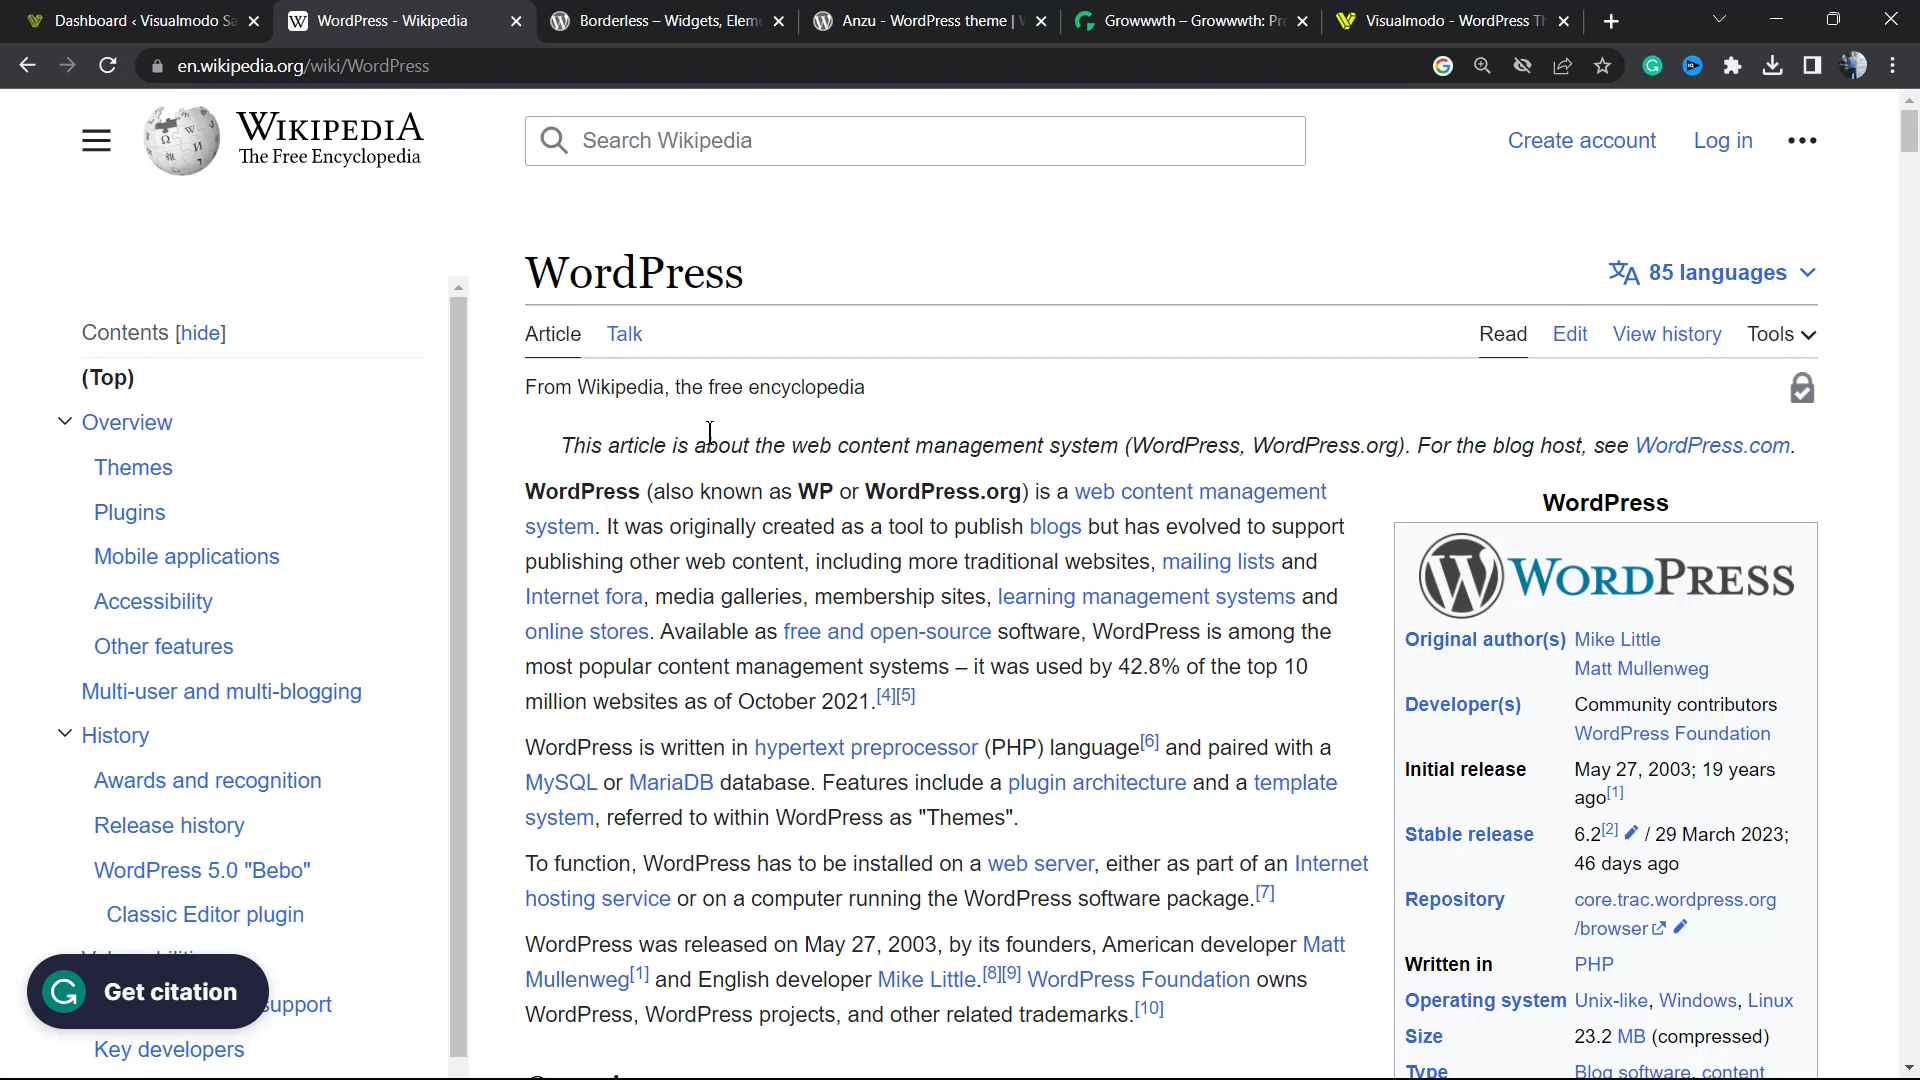 Dashboard ‹ Visualmodo Sa
WordPress - Wikipedia
Borderless – Widgets, Elem
Anzu - WordPress theme |
Growwwth – Growwwth: Pr
Visualmodo - WordPress Th
en.wikipedia.org/wiki/WordPress
WIKIPEDIA
The Free Encyclopedia
Search Wikipedia
Create account
Log in
WordPress
85 languages
Contents [hide]
(Top)
Overview
Themes
Plugins
Mobile applications
Accessibility
Other features
Multi-user and multi-blogging
History
Awards and recognition
Release history
WordPress 5.0 "Bebo"
Classic Editor plugin
support
Key developers
Get citation
Article Talk
Read Edit View history Tools
From Wikipedia, the free encyclopedia
This article is about the web content management system (WordPress, WordPress.org). For the blog host, see WordPress.com.
WordPress (also known as WP or WordPress.org) is a web content management
system. It was originally created as a tool to publish blogs but has evolved to support
publishing other web content, including more traditional websites, mailing lists and
Internet fora, media galleries, membership sites, learning management systems and
online stores. Available as free and open-source software, WordPress is among the
most popular content management systems – it was used by 42.8% of the top 10
million websites as of October 2021.[4][5]
WordPress is written in hypertext preprocessor (PHP) language[6] and paired with a
MySQL or MariaDB database. Features include a plugin architecture and a template
system, referred to within WordPress as "Themes".
To function, WordPress has to be installed on a web server, either as part of an Internet
hosting service or on a computer running the WordPress software package.[7]
WordPress was released on May 27, 2003, by its founders, American developer Matt
Mullenweg[1] and English developer Mike Little.[8][9] WordPress Foundation owns
WordPress, WordPress projects, and other related trademarks.[10]
WordPress
WORDPRESS
Original author(s) Mike Little
Matt Mullenweg
Developer(s) Community contributors
WordPress Foundation
Initial release May 27, 2003; 19 years
ago[1]
Stable release 6.2[2] / 29 March 2023;
46 days ago
Repository core.trac.wordpress.org
/browser
Written in PHP
Operating system Unix-like, Windows, Linux
Size 23.2 MB (compressed)
Type Blog software, content